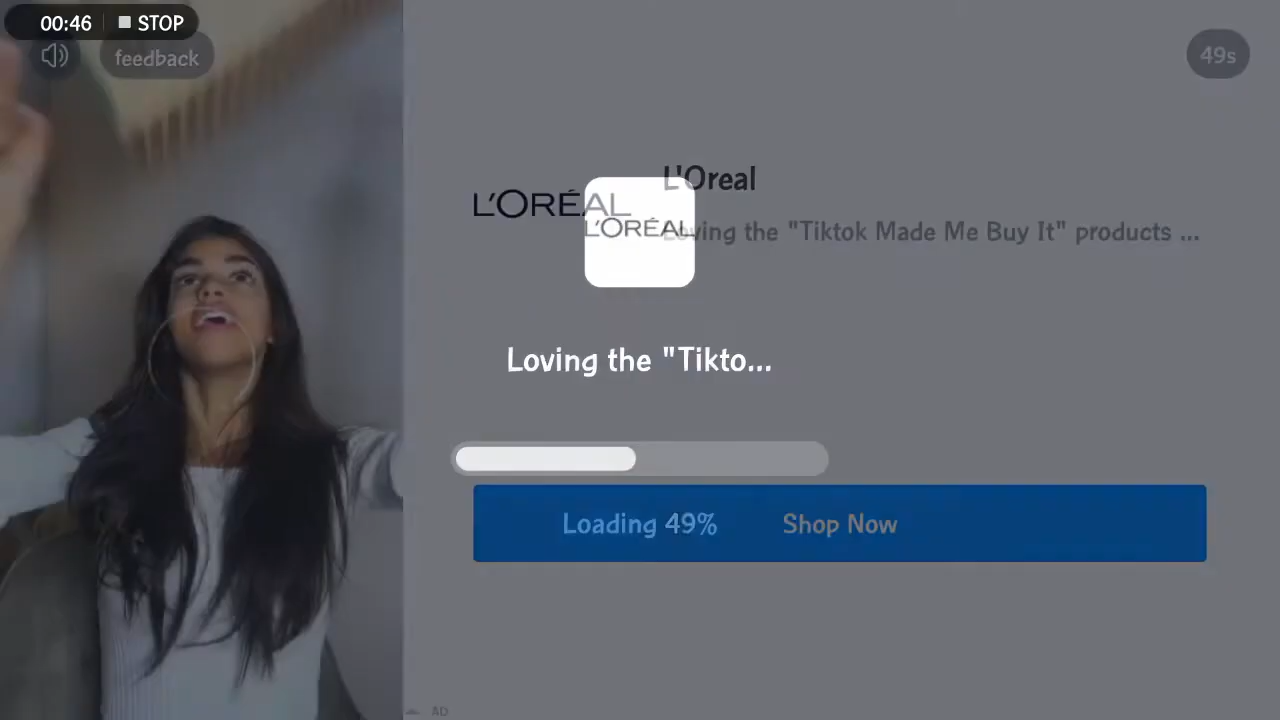 00:46
STOP
feedback
49s
L'Oreal
L'ORÉAL
L'ORÉAL
Loving the "Tiktok Made Me Buy It" products ...
Loving the "Tikto...
Loading 49%
Shop Now
AD